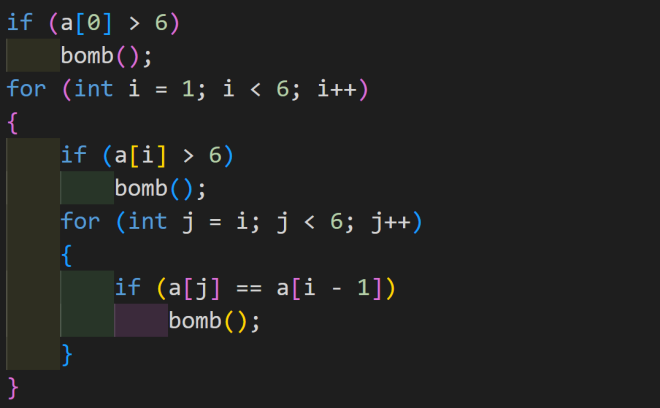 if (a[0] > 6)
    bomb();
for (int i = 1; i < 6; i++)
{
    if (a[i] > 6)
        bomb();
    for (int j = i; j < 6; j++)
    {
        if (a[j] == a[i - 1])
            bomb();
    }
}